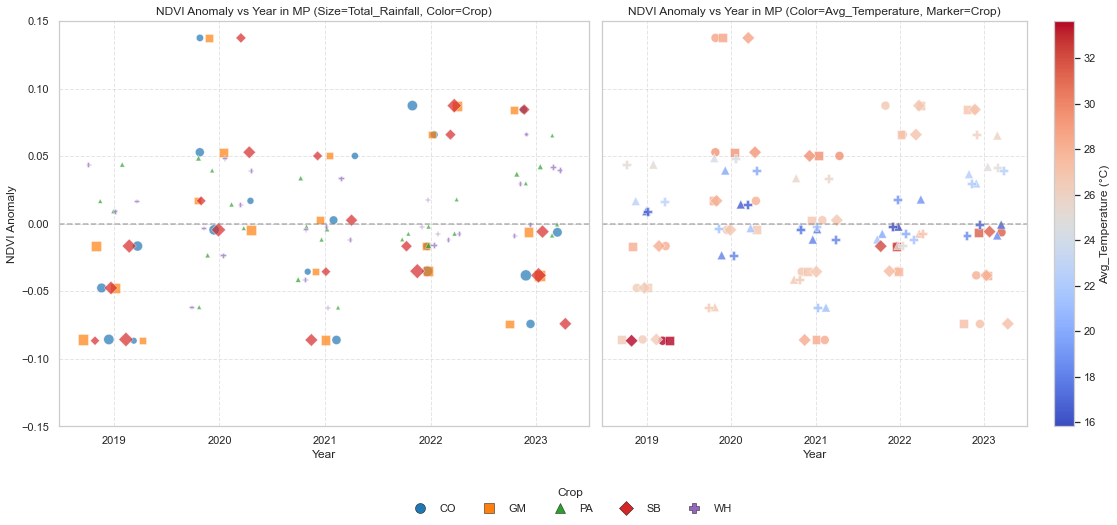 NDVI Anomaly vs Year in MP (Size=Total_Rainfall, Color=Crop)
NDVI Anomaly vs Year in MP (Color=Avg_Temperature, Marker=Crop)
NDVI Anomaly
0.15
0.10
0.05
0.00
−0.05
−0.10
−0.15
2019 2020 2021 2022 2023
Year
2019 2020 2021 2022 2023
Year
32
30
28
26
24
22
20
18
16
Avg_Temperature (°C)
Crop
CO GM PA SB WH